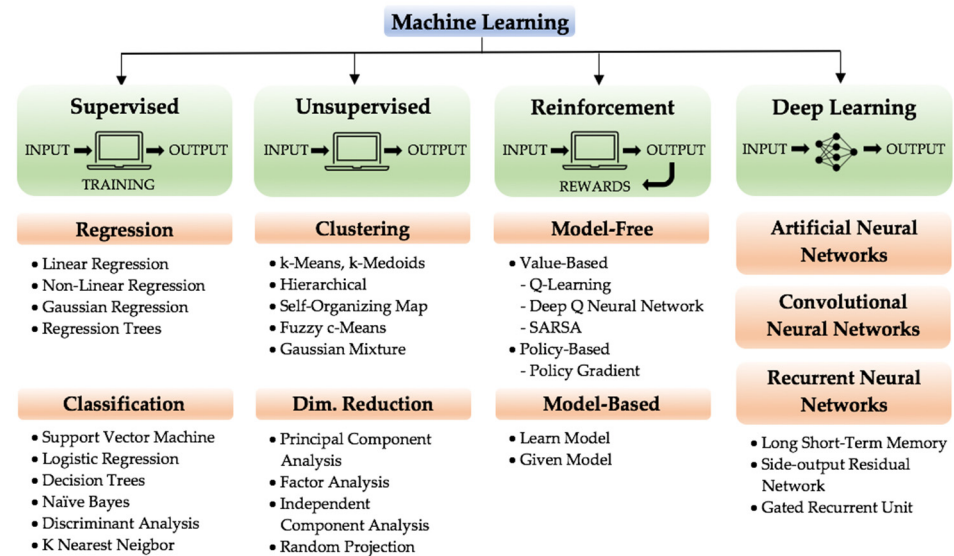 Machine Learning
Supervised
INPUT
OUTPUT
TRAINING
Regression
• Linear Regression
• Non-Linear Regression
• Gaussian Regression
• Regression Trees
Classification
• Support Vector Machine
• Logistic Regression
• Decision Trees
• Naïve Bayes
• Discriminant Analysis
• K Nearest Neigbor
Unsupervised
INPUT
OUTPUT
Clustering
• k-Means, k-Medoids
• Hierarchical
• Self-Organizing Map
• Fuzzy c-Means
• Gaussian Mixture
Dim. Reduction
• Principal Component
Analysis
• Factor Analysis
• Independent
Component Analysis
• Random Projection
Reinforcement
INPUT
OUTPUT
REWARDS
Model-Free
• Value-Based
- Q-Learning
- Deep Q Neural Network
- SARSA
• Policy-Based
- Policy Gradient
Model-Based
• Learn Model
• Given Model
Deep Learning
INPUT
OUTPUT
Artificial Neural
Networks
Convolutional
Neural Networks
Recurrent Neural
Networks
• Long Short-Term Memory
• Side-output Residual
Network
• Gated Recurrent Unit